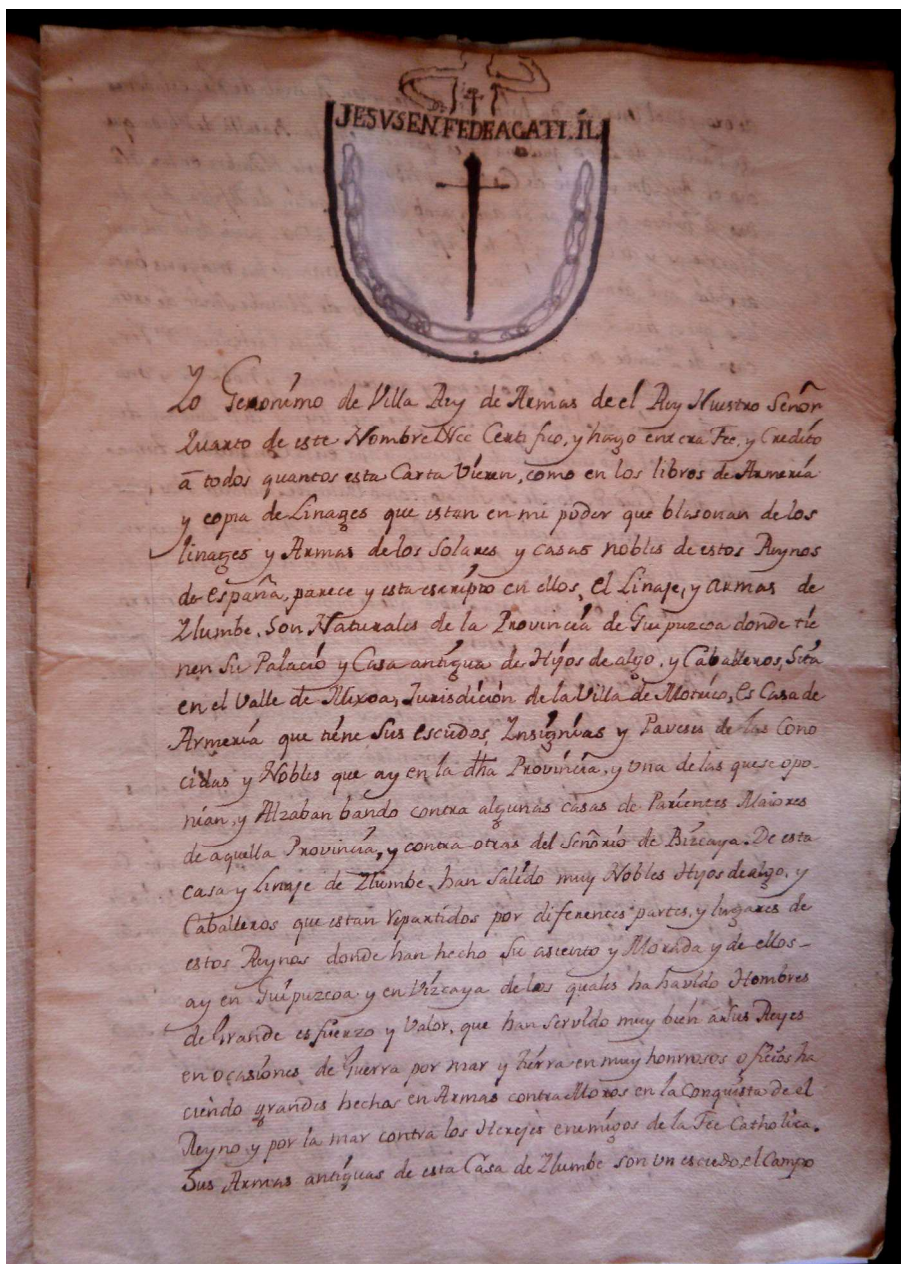 JESVS EN FE DE AGATI. ÍL
Yo Geronimo de Villa Rey de Armas de el Rey Nuestro Señor
Quarto de este Nombre Certifico, y hago entera Fee, y Credito
â todos quantos esta Carta Vieren, como en los libros de Armeria
y copia de Linages que estan en mi poder que blasonan de los
linages y Armas de los Solares y casas nobles de estos Reynos
de España, parece y esta escripto en ellos, el Linaje, y armas de
Ylumbe. Son Naturales de la Provincia de Guipuzcoa donde tie
nen Su Palacio y Casa antigua de Hijos de algo, y Caballeros, Sita
en el Valle de Mixoa, Jurisdicion de la Villa de Motrico, es Casa de
Armeria que tiene Sus escudos, Insignias y Paveses de las Cono
cidas y Nobles que ay en la dha Provincia, y Una de las que se opo-
nian, y Alzaban bando contra algunas casas de Parientes Maiores
de aquella Provincia, y contra otras del Señorio de Bizcaya. De esta
casa y Linaje de Ylumbe han Salido muy Nobles Hijos de algo, y
Caballeros que estan repartidos por diferentes partes, y lugares de
estos Reynos donde han hecho Su asiento y Morada y de ellos-
ay en Guipuzcoa y en Vizcaya de los quales ha havido Hombres
de Grande esfuerzo y Valor, que han Servido muy bien a Sus Reyes
en ocasiones de Guerra por mar y tierra en muy honrrosos oficios ha
ciendo grandes hechos en Armas contra Moros en la Conquista de el
Reyno, y por la mar contra los Herejes enemigos de la Fee Catholica.
Sus Armas antiguas de esta Casa de Ylumbe son Un escudo, el Campo